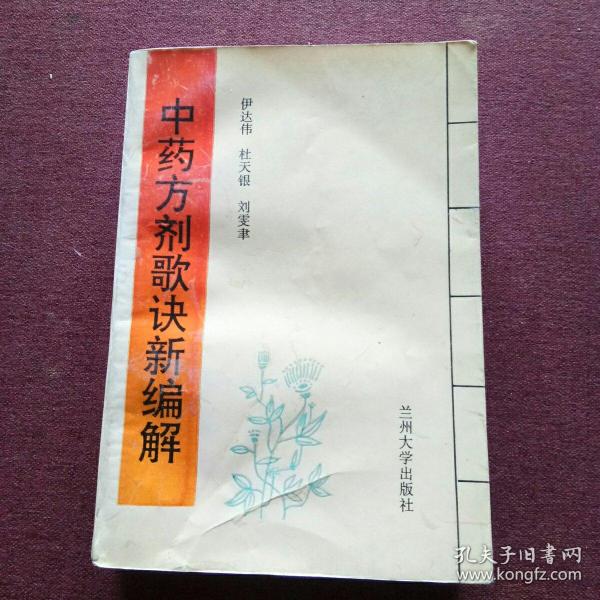 中药方剂歌诀新编解
伊达伟 杜天银 刘雯聿
兰州大学出版社
孔夫子旧书网
www.kongfz.com